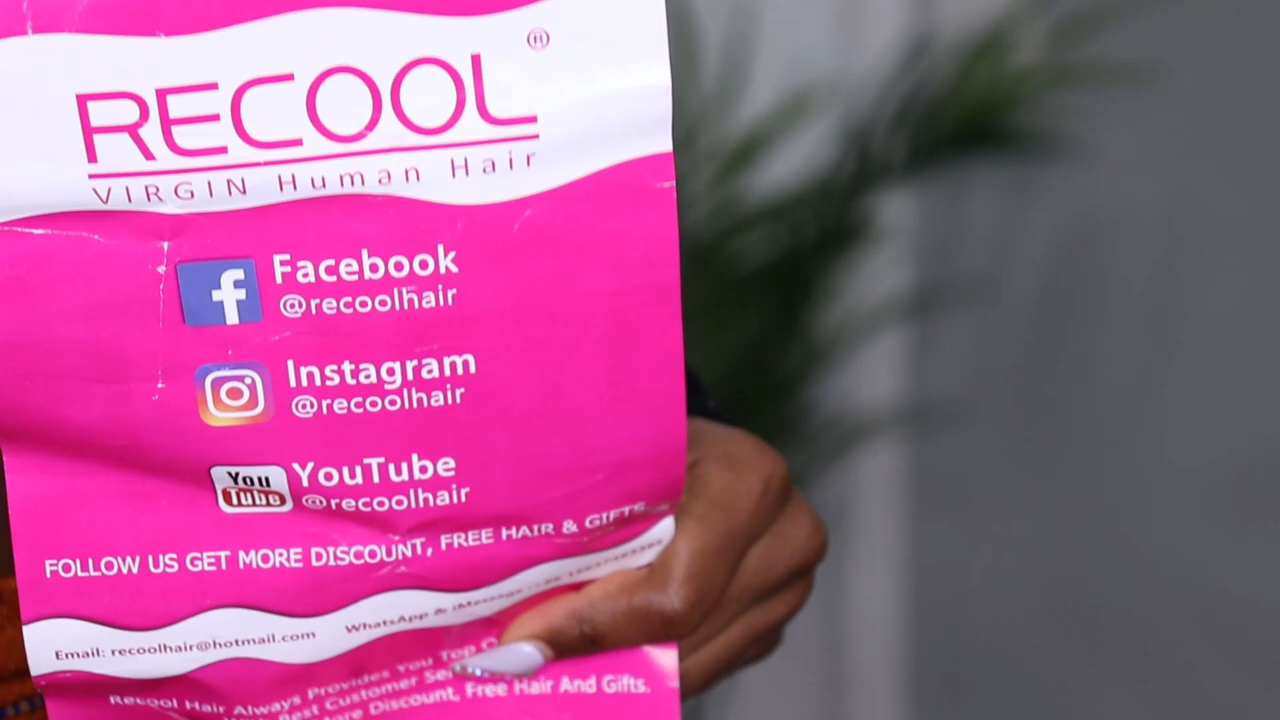 RECOOL ®
VIRGIN Human Hair
Facebook
@recoolhair
Instagram
@recoolhair
You
Tube
YouTube
@recoolhair
FOLLOW US GET MORE DISCOUNT, FREE HAIR & GIFTS
Email: recoolhair@hotmail.com WhatsApp & iMessage
Recool Hair Always Provides You Top
Best Customer
More Discount, Free Hair And Gifts.